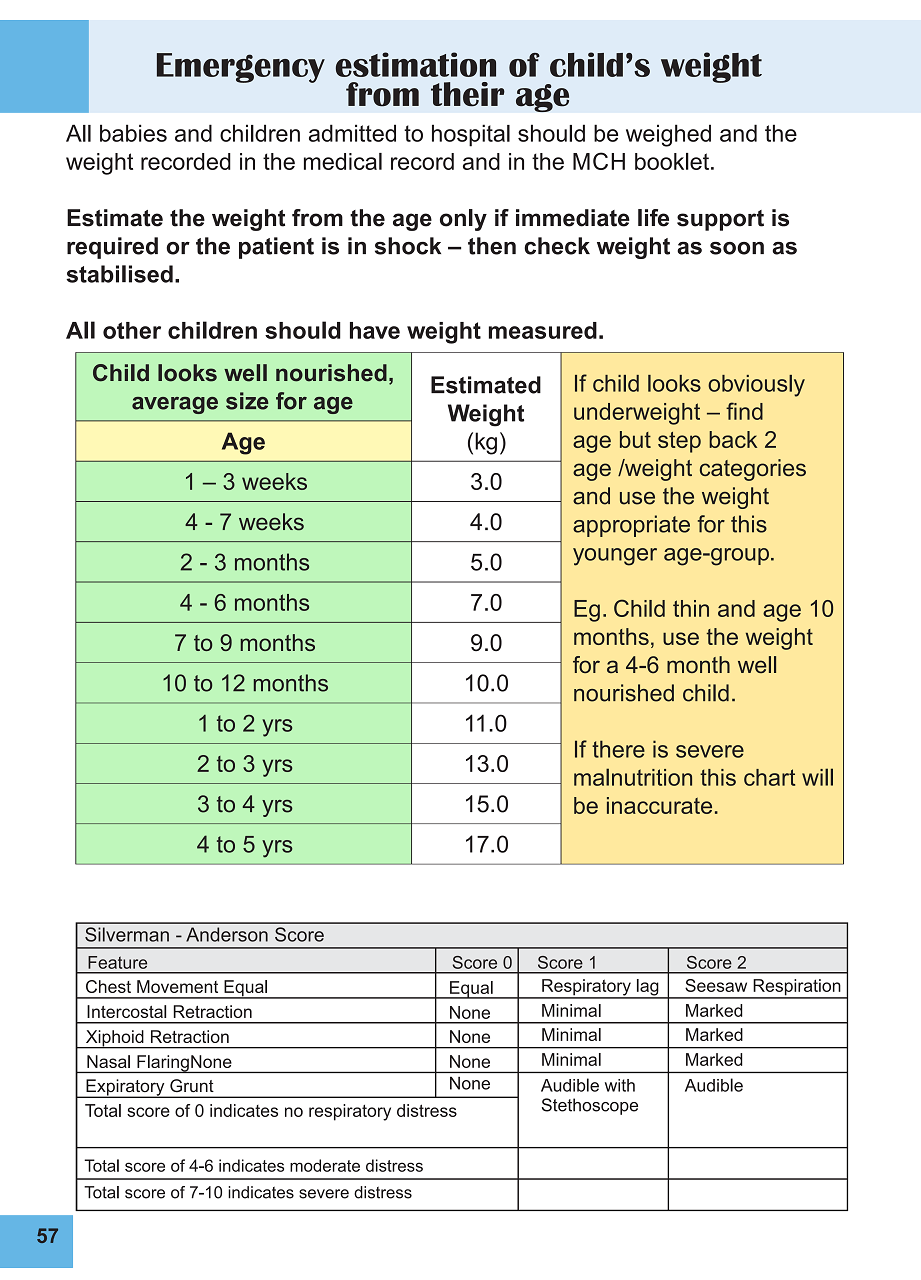 Emergency estimation of child’s weight
from their age
All babies and children admitted to hospital should be weighed and the
weight recorded in the medical record and in the MCH booklet.
Estimate the weight from the age only if immediate life support is
required or the patient is in shock – then check weight as soon as
stabilised.
All other children should have weight measured.
Child looks well nourished,
average size for age
Age
Estimated
Weight
(kg)
1 – 3 weeks 3.0
4 - 7 weeks 4.0
2 - 3 months 5.0
4 - 6 months 7.0
7 to 9 months 9.0
10 to 12 months 10.0
1 to 2 yrs 11.0
2 to 3 yrs 13.0
3 to 4 yrs 15.0
4 to 5 yrs 17.0
If child looks obviously
underweight – find
age but step back 2
age /weight categories
and use the weight
appropriate for this
younger age-group.
Eg. Child thin and age 10
months, use the weight
for a 4-6 month well
nourished child.
If there is severe
malnutrition this chart will
be inaccurate.
Silverman - Anderson Score
Feature Score 0 Score 1 Score 2
Chest Movement Equal Equal Respiratory lag Seesaw Respiration
Intercostal Retraction None Minimal Marked
Xiphoid Retraction None Minimal Marked
Nasal FlaringNone None Minimal Marked
Expiratory Grunt None Audible with Audible
Stethoscope
Total score of 0 indicates no respiratory distress
Total score of 4-6 indicates moderate distress
Total score of 7-10 indicates severe distress
57